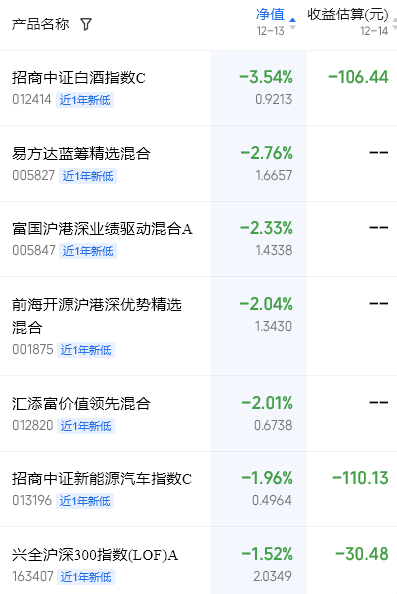 产品名称 净值 收益估算(元)
12-13 12-14
招商中证白酒指数C −3.54% −106.44
012414 近1年新低 0.9213
易方达蓝筹精选混合 −2.76% −−
005827 近1年新低 1.6657
富国沪港深业绩驱动混合A −2.33% −−
005847 近1年新低 1.4338
前海开源沪港深优势精选 −2.04% −−
混合
001875 近1年新低 1.3430
汇添富价值领先混合 −2.01% −−
012820 近1年新低 0.6738
招商中证新能源汽车指数C −1.96% −110.13
013196 近1年新低 0.4964
兴全沪深300指数(LOF)A −1.52% −30.48
163407 近1年新低 2.0349